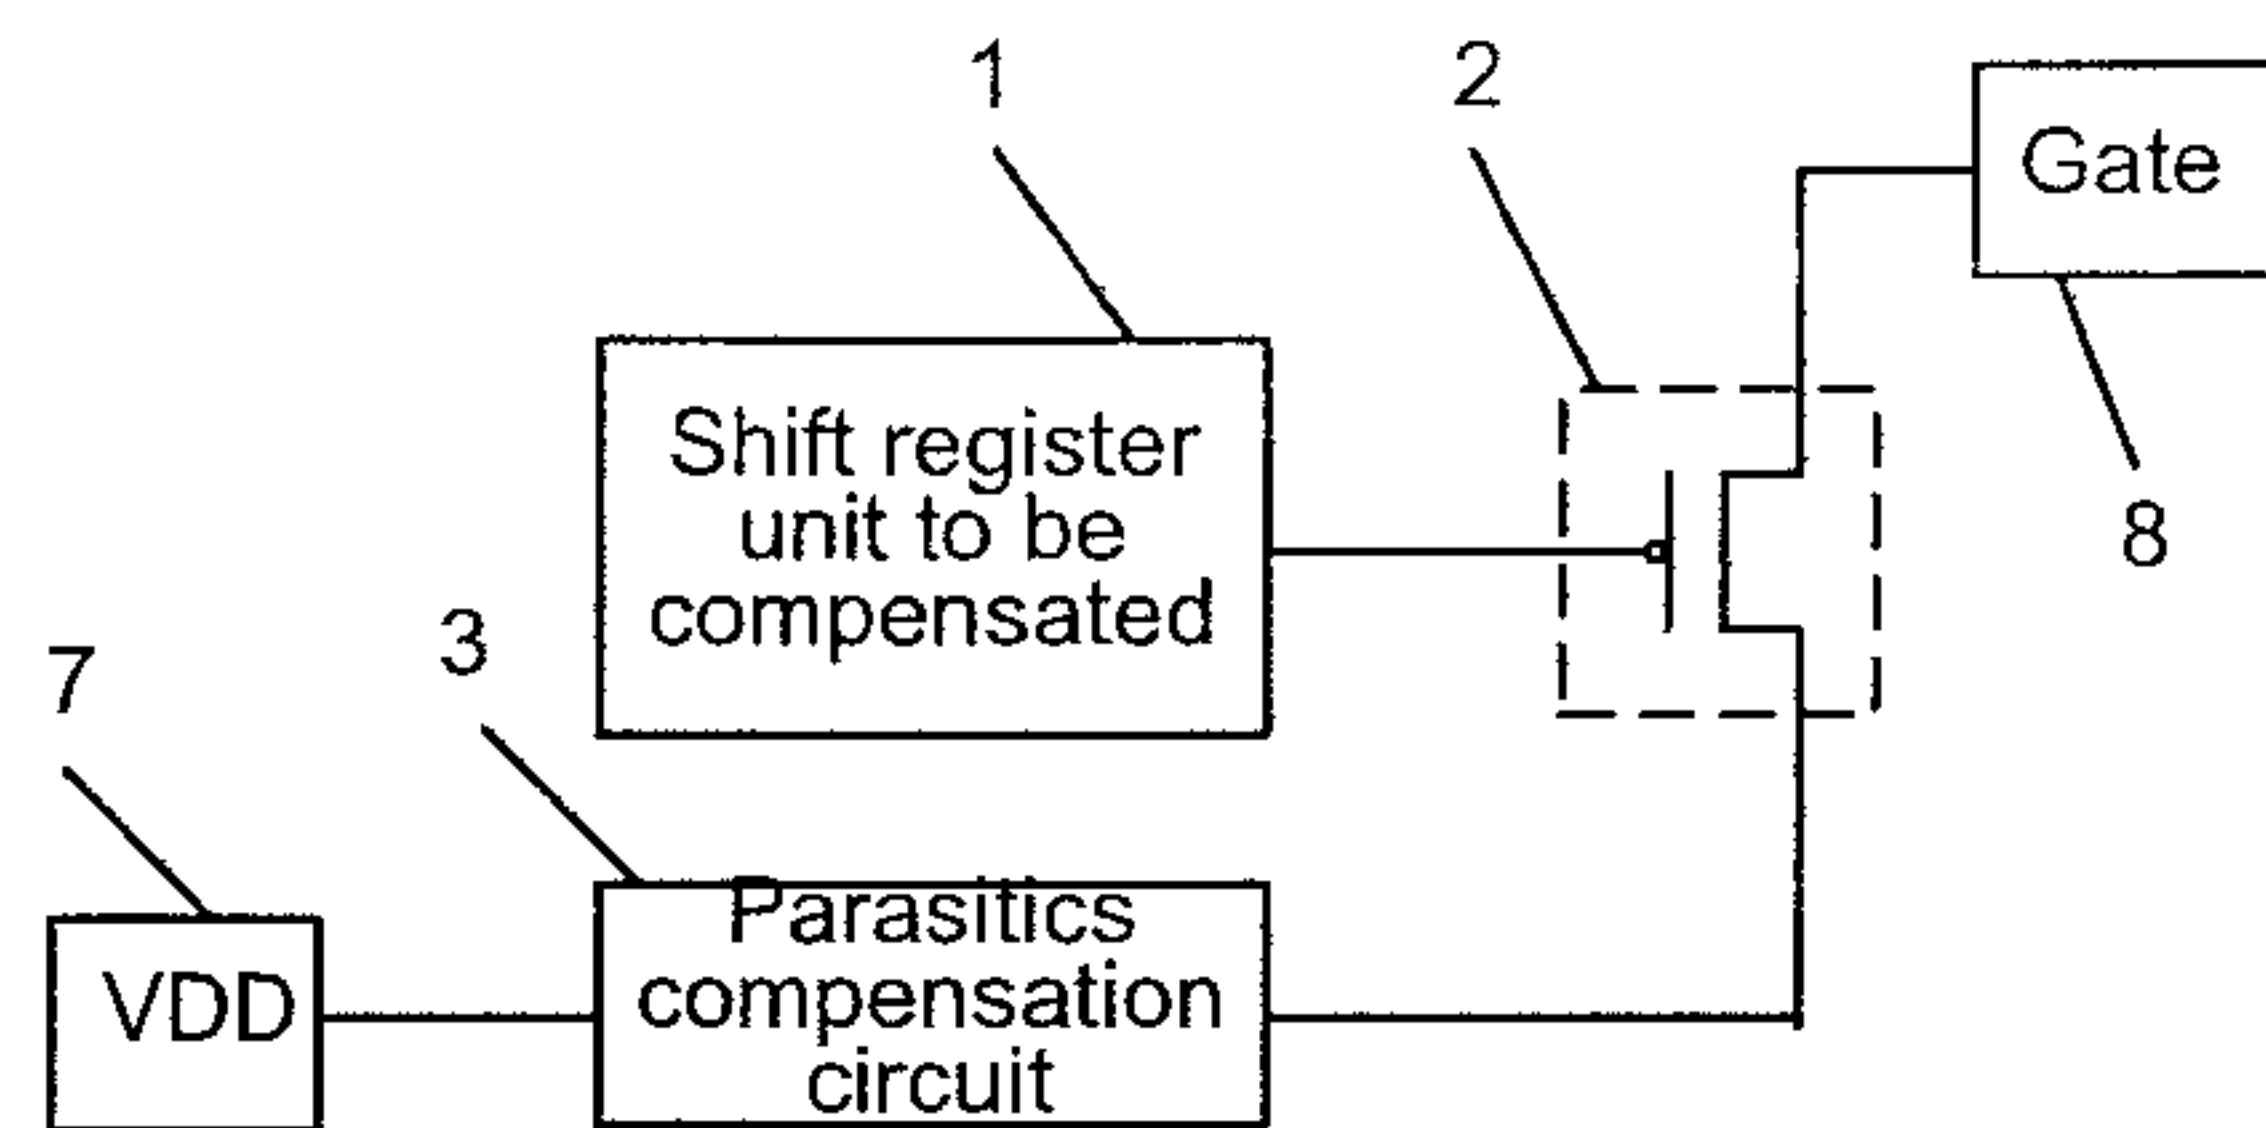 1
2
Gate
8
Shift register
unit to be
compensated
3
7
Parasitics
compensation
circuit
VDD